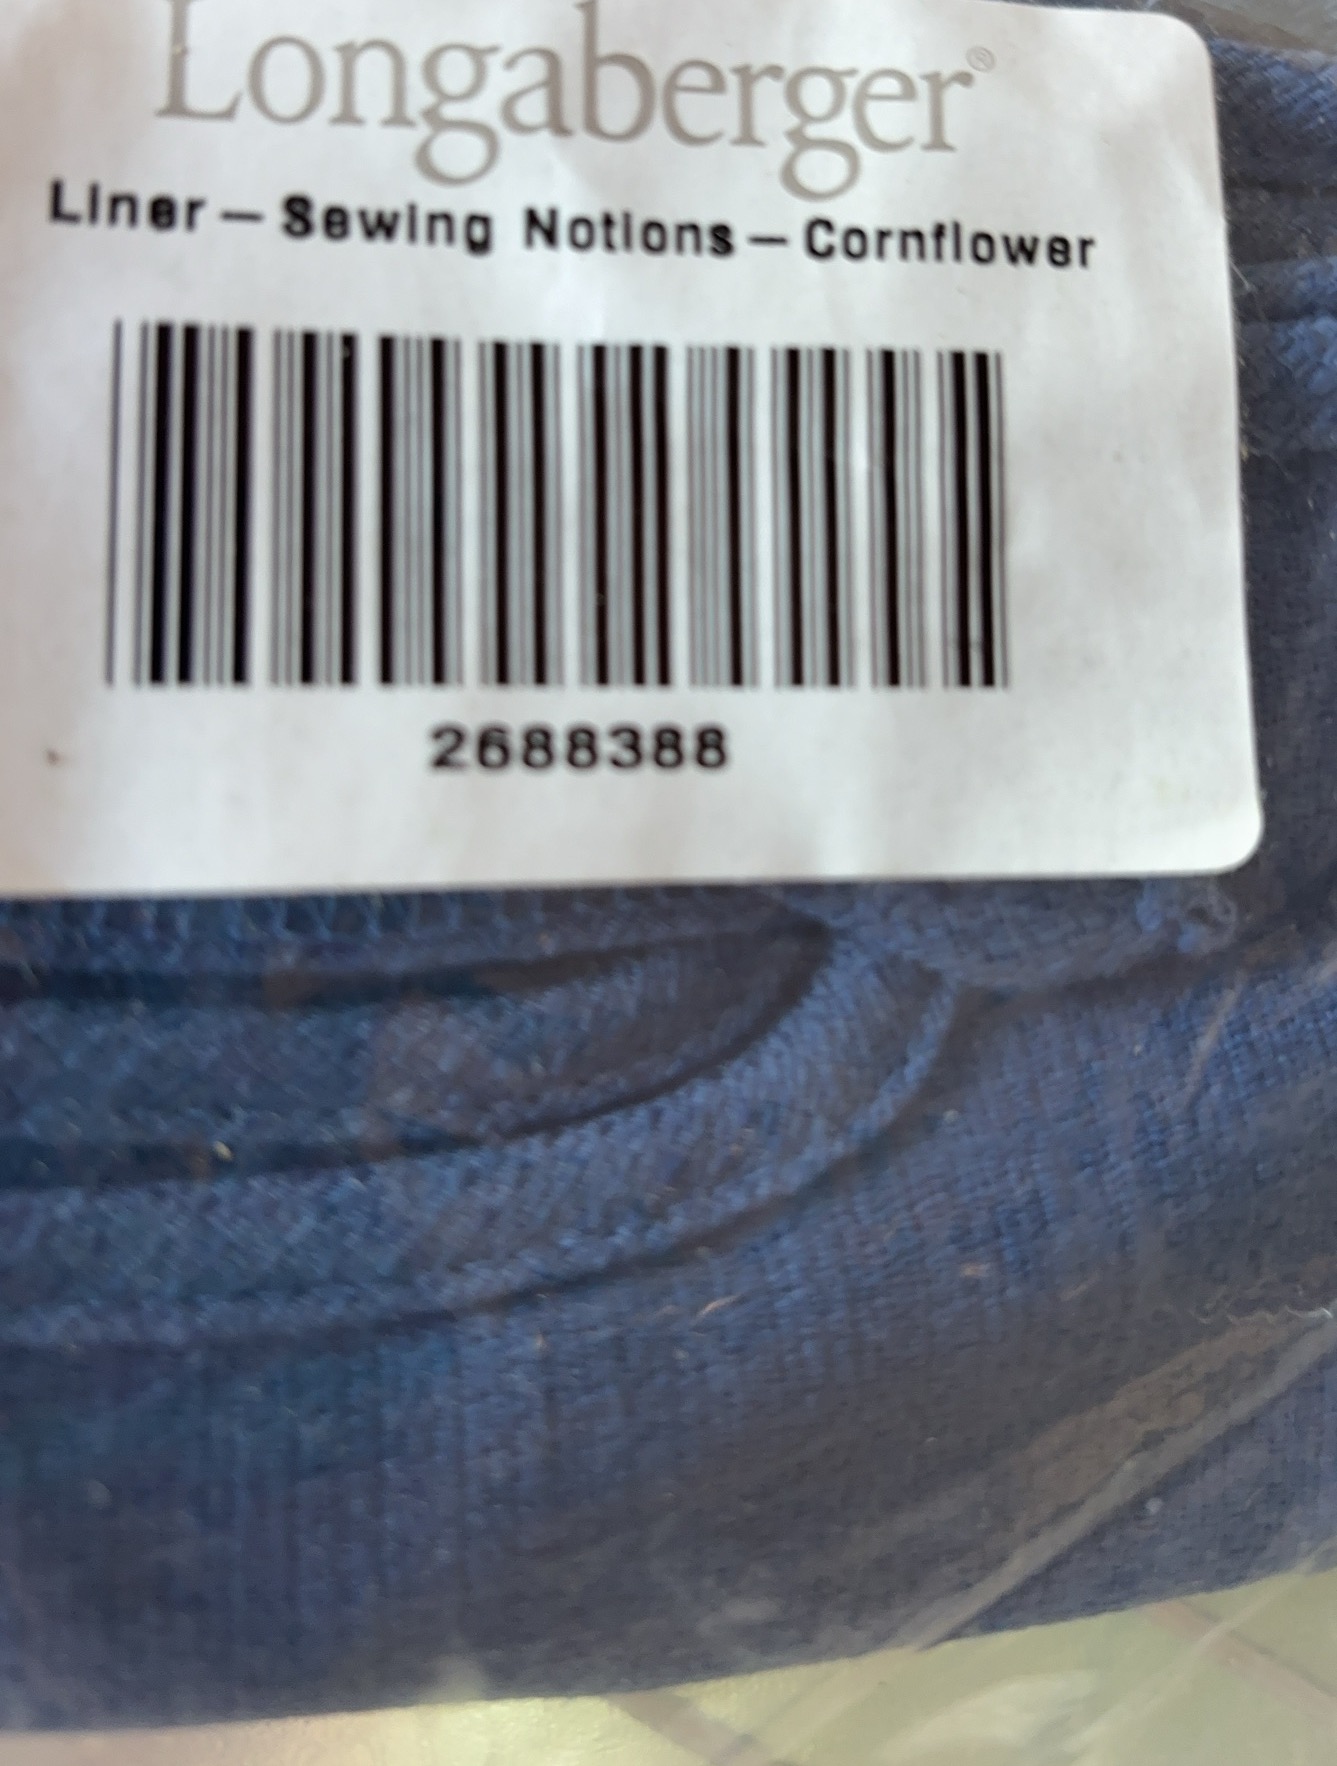 Longaberger®
Liner – Sewing Notions – Cornflower
2688388